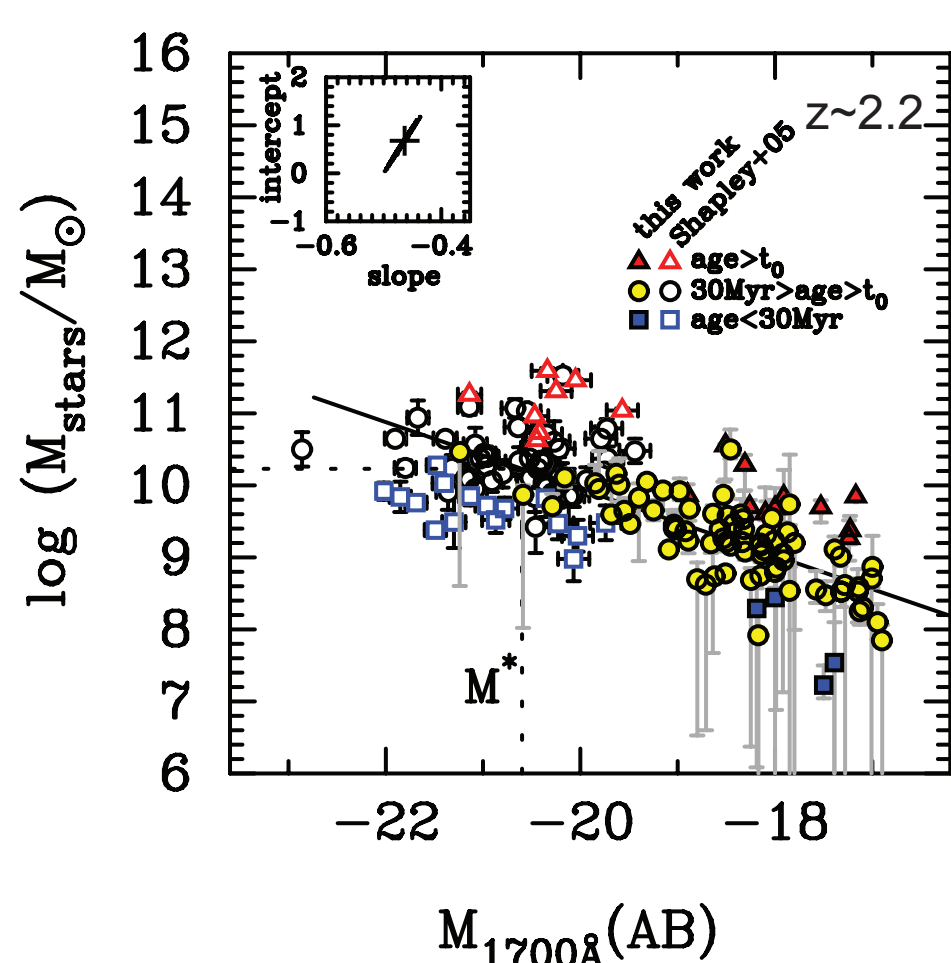 16
15
14
13
12
11
10
9
8
7
6
log (M_stars/M_⊙)
intercept
2
1
0
−1
−0.6 −0.4
slope
z~2.2
this work
Shapley+05
age>t_0
30Myr>age>t_0
age<30Myr
M*
−22 −20 −18
M_1700Å(AB)